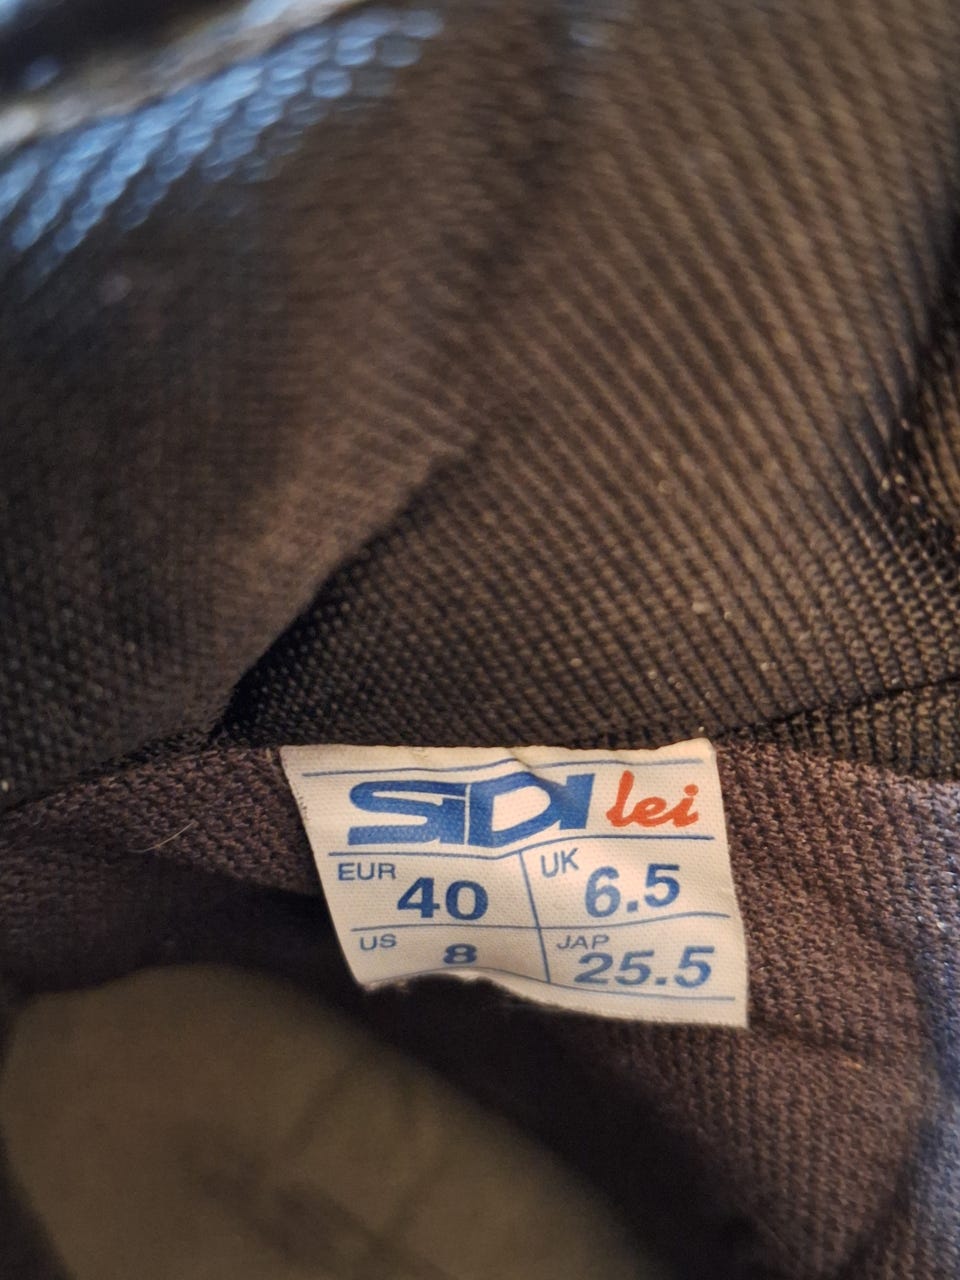 SIDI lei
EUR 40 UK 6.5
US 8 JAP 25.5